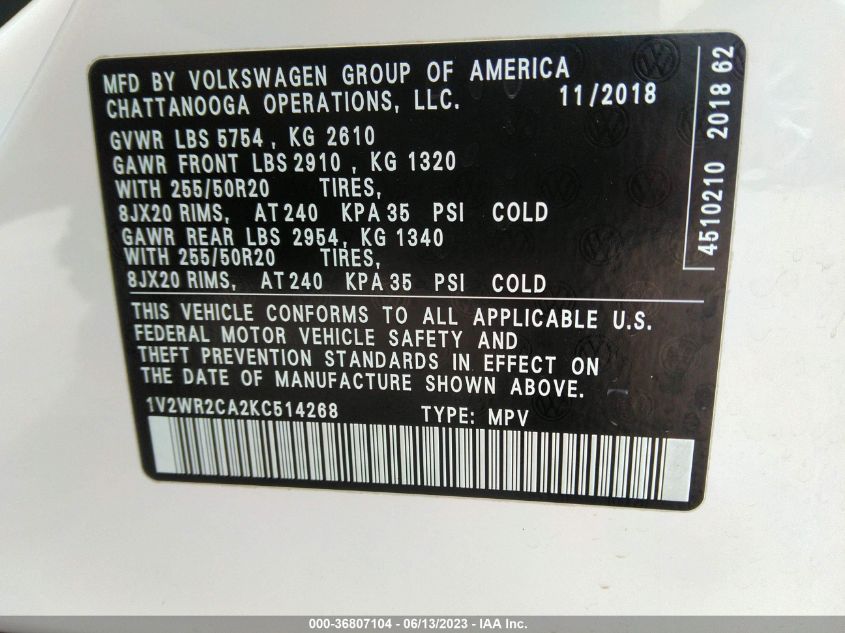 MFD BY VOLKSWAGEN GROUP OF AMERICA
CHATTANOOGA OPERATIONS, LLC. 11/2018
GVWR LBS 5754 , KG 2610
GAWR FRONT LBS 2910 , KG 1320
WITH 255/50R20 TIRES,
8JX20 RIMS, AT 240 KPA 35 PSI COLD
GAWR REAR LBS 2954, KG 1340
WITH 255/50R20 TIRES,
8JX20 RIMS, AT 240 KPA 35 PSI COLD
THIS VEHICLE CONFORMS TO ALL APPLICABLE U.S.
FEDERAL MOTOR VEHICLE SAFETY AND
THEFT PREVENTION STANDARDS IN EFFECT ON
THE DATE OF MANUFACTURE SHOWN ABOVE.
1V2WR2CA2KC514268 TYPE: MPV
4510210 2018 62
000-36807104 - 06/13/2023 - IAA Inc.